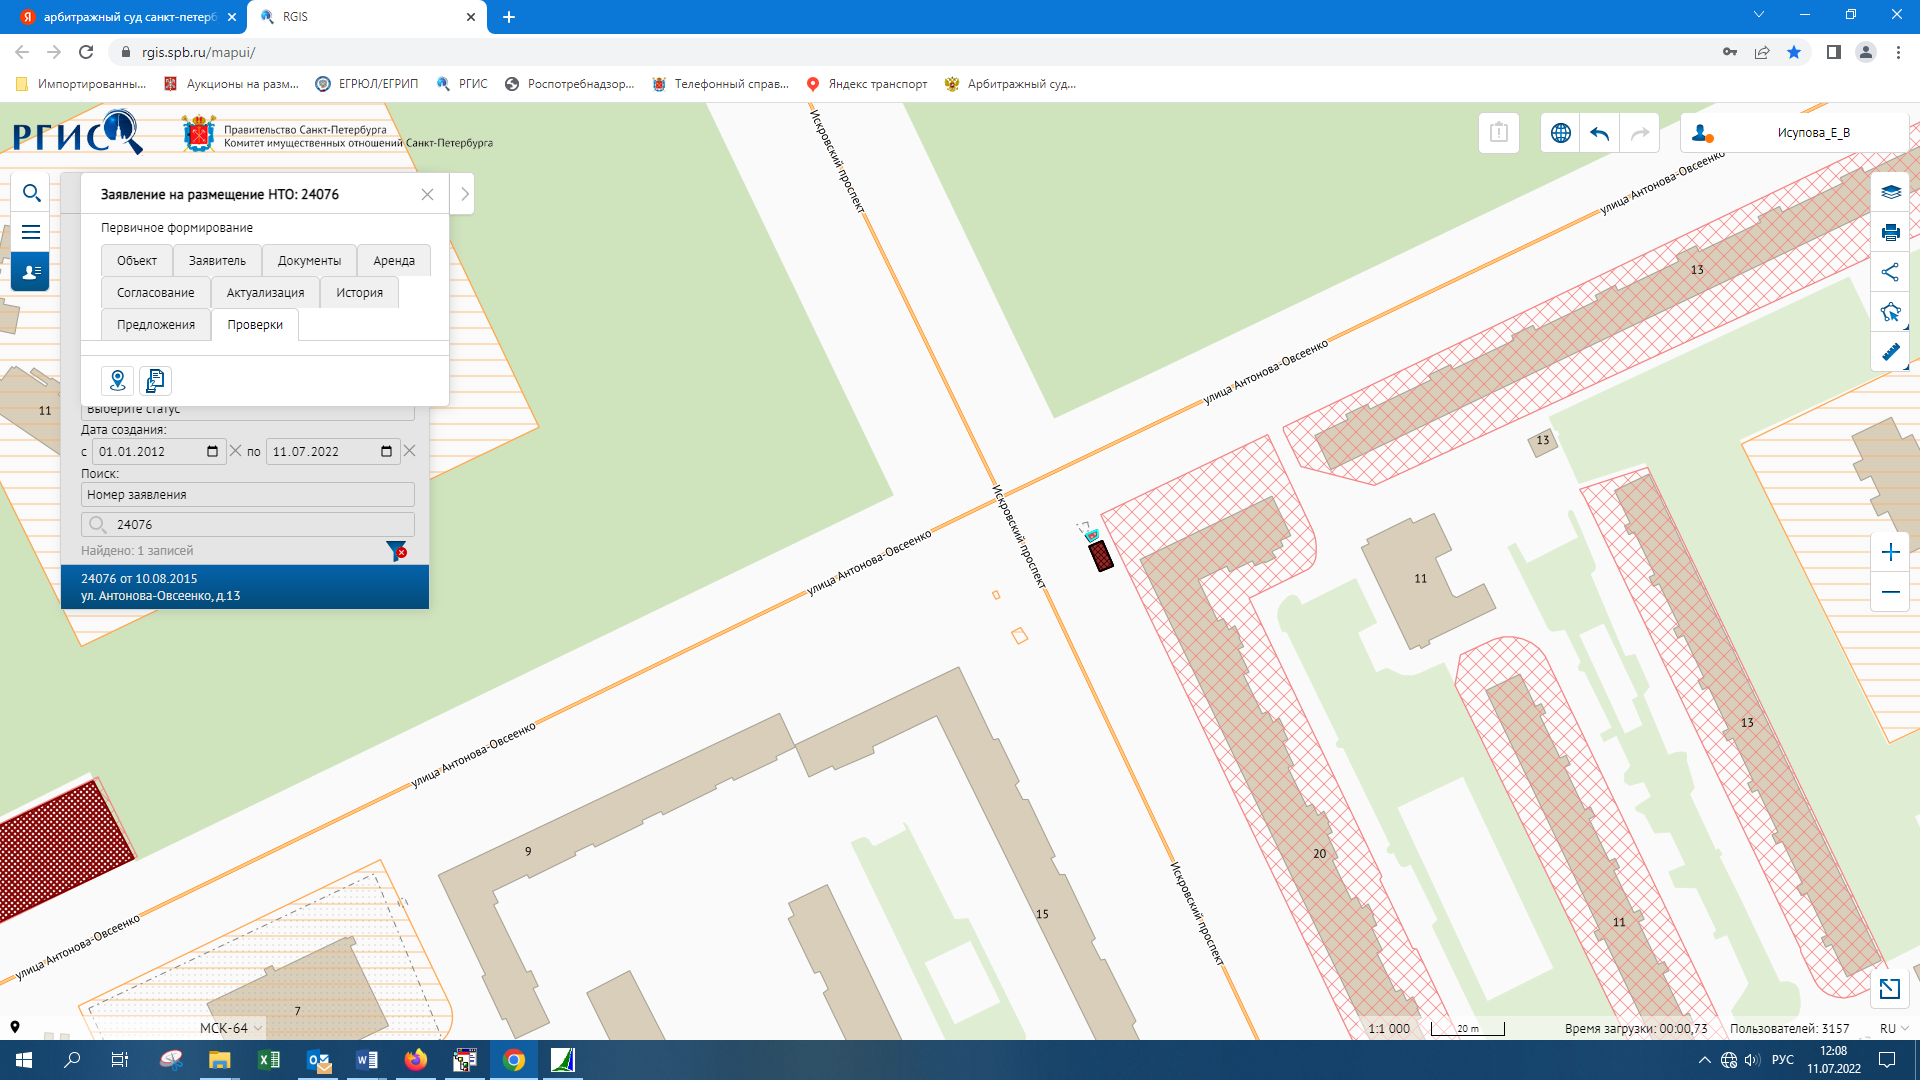 арбитражный суд санкт-петерб
RGIS
rgis.spb.ru/mapui/
Импортированны...
Аукционы на разм...
ЕГРЮЛ/ЕГРИП
РГИС
Роспотребнадзор...
Телефонный справ...
Яндекс транспорт
Арбитражный суд...
РГИС
Правительство Санкт-Петербурга
Комитет имущественных отношений Санкт-Петербурга
Исупова_Е_В
Заявление на размещение НТО: 24076
Первичное формирование
Объект
Заявитель
Документы
Аренда
Согласование
Актуализация
История
Предложения
Проверки
Выберите статус
Дата создания:
с 01.01.2012 по 11.07.2022
Поиск:
Номер заявления
24076
Найдено: 1 записей
24076 от 10.08.2015
ул. Антонова-Овсеенко, д.13
Искровский проспект
улица Антонова-Овсеенко
13
улица Антонова-Овсеенко
11
13
Искровский проспект
улица Антонова-Овсеенко
11
13
улица Антонова-Овсеенко
9
20
15
11
Искровский проспект
улица Антонова-Овсеенко
7
МСК-64
1:1 000
20 m
Время загрузки: 00:00,73
Пользователей: 3157
RU
РУС
12:08
11.07.2022